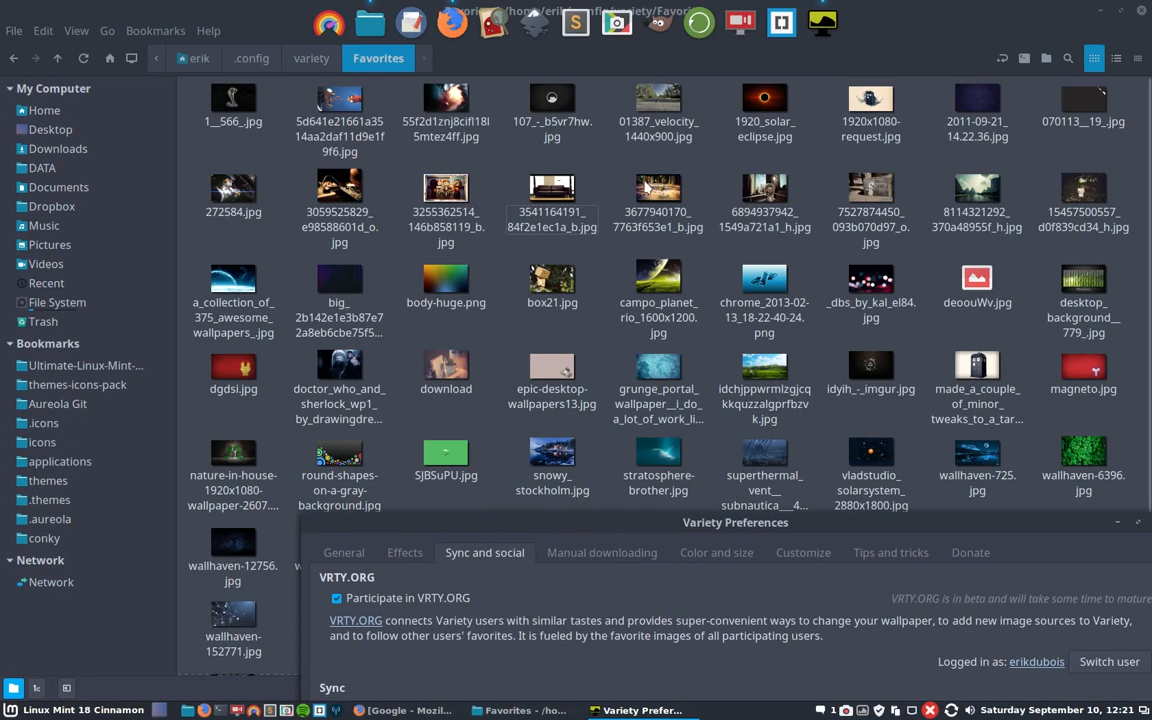 File Edit View Go Bookmarks Help
erik .config variety Favorites
My Computer
Home
Desktop
Downloads
DATA
Documents
Dropbox
Music
Pictures
Videos
Recent
File System
Trash
Bookmarks
Ultimate-Linux-Mint-...
themes-icons-pack
Aureola Git
.icons
icons
applications
themes
.themes
.aureola
conky
Network
Network
1__566_.jpg
5d641e21661a35
14aa2daf11d9e1f
9f6.jpg
55f2d1znj8cifl18l
5mtez4ff.jpg
107_-_b5vr7hw.
jpg
01387_velocity_
1440x900.jpg
1920_solar_
eclipse.jpg
1920x1080-
request.jpg
2011-09-21_
14.22.36.jpg
070113__19_.jpg
272584.jpg
3059525829_
e98588601d_o.
jpg
3255362514_
146b858119_b.
jpg
3541164191_
84f2e1ec1a_b.jpg
3677940170_
7763f653e1_b.jpg
6894937942_
1549a721a1_h.jpg
7527874450_
093b070d97_o.
jpg
8114321292_
370a48955f_h.jpg
15457500557_
d0f839cd34_h.jpg
a_collection_of_
375_awesome_
wallpapers_.jpg
big_
2b142e1e3b87e7
2a8eb6cbe75f5...
body-huge.png
box21.jpg
campo_planet_
rio_1600x1200.
jpg
chrome_2013-02-
13_18-22-40-24.
png
_dbs_by_kal_el84.
jpg
deoouWv.jpg
desktop_
background__
779_.jpg
dgdsi.jpg
doctor_who_and_
sherlock_wp1_
by_drawingdre...
download
epic-desktop-
wallpapers13.jpg
grunge_portal_
wallpaper__i_do_
a_lot_of_work_li...
idchjppwrmlzgjcq
kkquzzalgprfbzv
k.jpg
idyih_-_imgur.jpg
made_a_couple_
of_minor_
tweaks_to_a_tar...
magneto.jpg
nature-in-house-
1920x1080-
wallpaper-2607....
round-shapes-
on-a-gray-
background.jpg
SJBSuPU.jpg
snowy_
stockholm.jpg
stratosphere-
brother.jpg
superthermal_
vent__
subnautica___4...
vladstudio_
solarsystem_
2880x1800.jpg
wallhaven-725.
jpg
wallhaven-6396.
jpg
wallhaven-12756.
jpg
wallhaven-
152771.jpg
Variety Preferences
General Effects Sync and social Manual downloading Color and size Customize Tips and tricks Donate
VRTY.ORG
Participate in VRTY.ORG
VRTY.ORG is in beta and will take some time to mature
VRTY.ORG connects Variety users with similar tastes and provides super-convenient ways to change your wallpaper, to add new image sources to Variety,
and to follow other users' favorites. It is fueled by the favorite images of all participating users.
Logged in as: erikdubois Switch user
Sync
Linux Mint 18 Cinnamon [Google - Mozil... Favorites - /ho... Variety Prefer... 1 Saturday September 10, 12:21